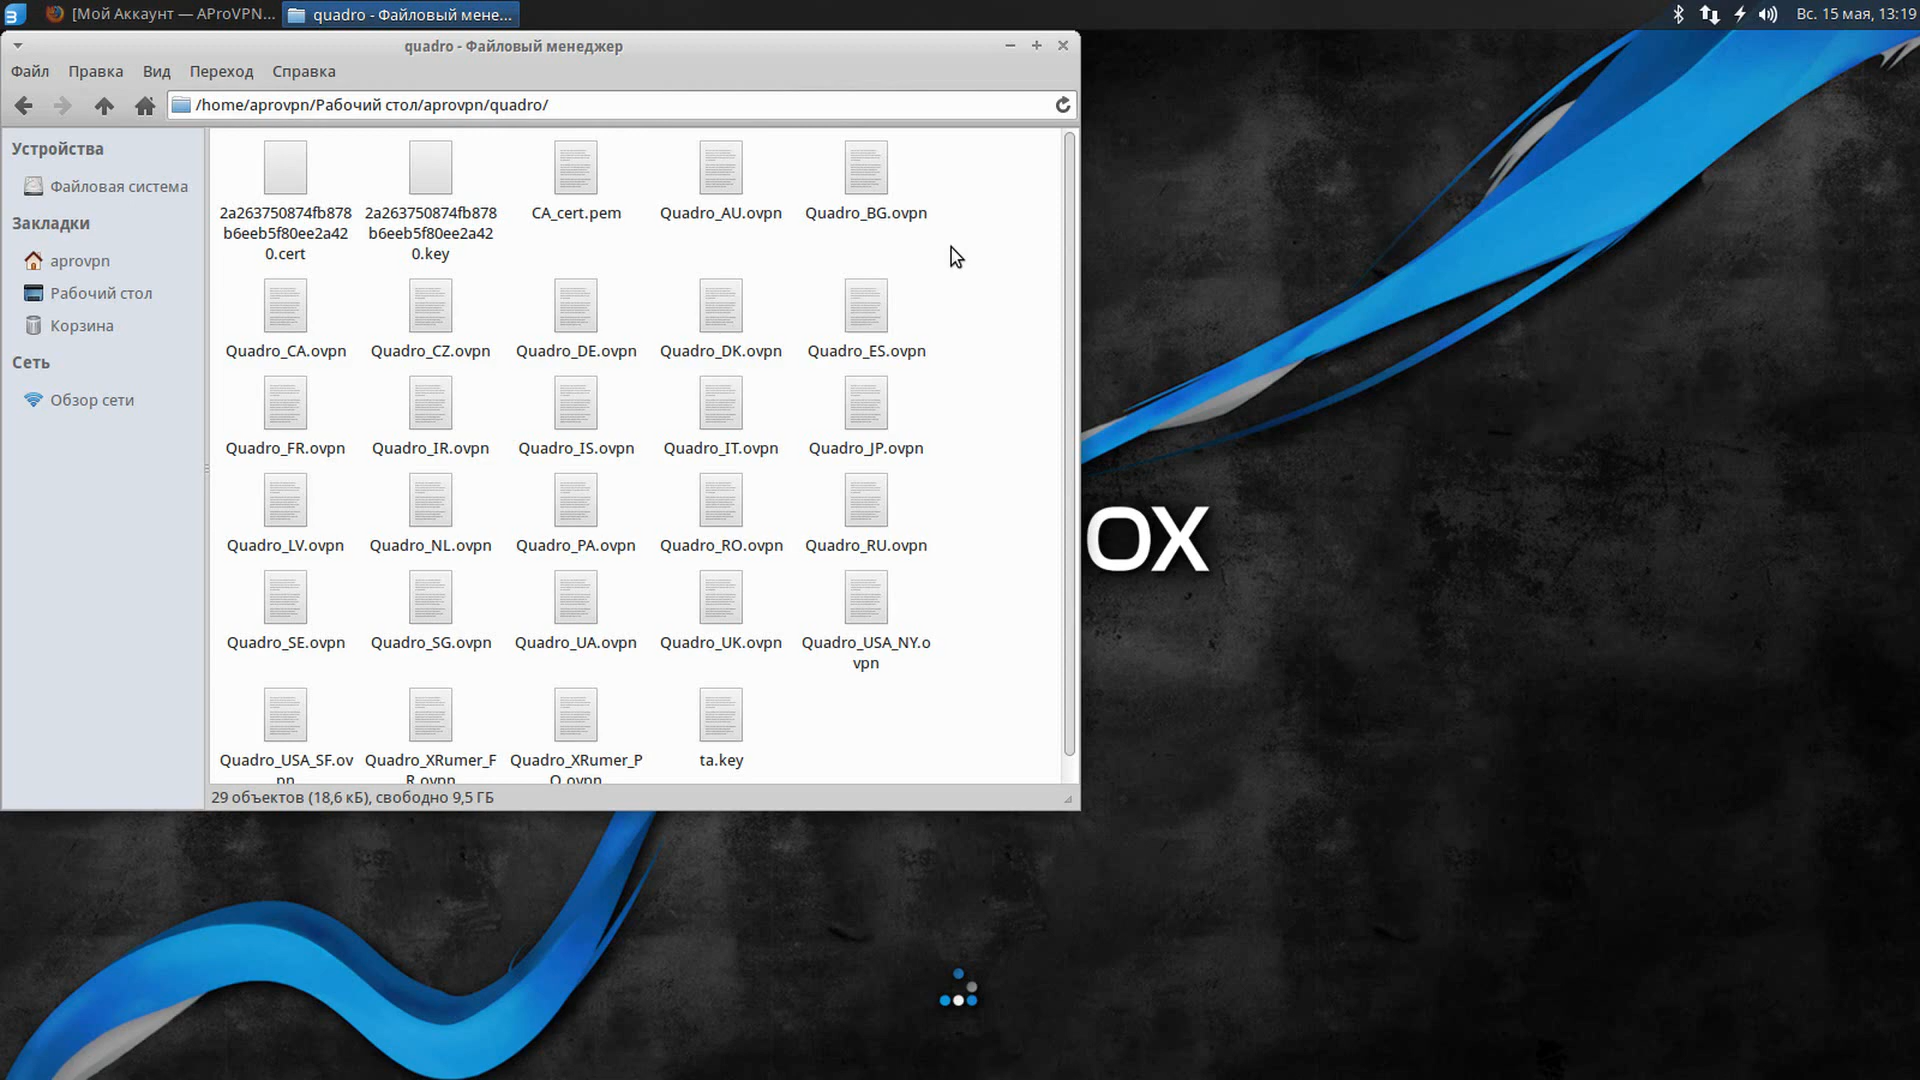 [Мой Аккаунт — AProVPN...
quadro - Файловый мене...
Вс. 15 мая, 13:19
quadro - Файловый менеджер
Файл Правка Вид Переход Справка
/home/aprovpn/Рабочий стол/aprovpn/quadro/
Устройства
Файловая система
Закладки
aprovpn
Рабочий стол
Корзина
Сеть
Обзор сети
2a263750874fb878
b6eeb5f80ee2a42
0.cert
2a263750874fb878
b6eeb5f80ee2a42
0.key
CA_cert.pem
Quadro_AU.ovpn
Quadro_BG.ovpn
Quadro_CA.ovpn
Quadro_CZ.ovpn
Quadro_DE.ovpn
Quadro_DK.ovpn
Quadro_ES.ovpn
Quadro_FR.ovpn
Quadro_IR.ovpn
Quadro_IS.ovpn
Quadro_IT.ovpn
Quadro_JP.ovpn
Quadro_LV.ovpn
Quadro_NL.ovpn
Quadro_PA.ovpn
Quadro_RO.ovpn
Quadro_RU.ovpn
Quadro_SE.ovpn
Quadro_SG.ovpn
Quadro_UA.ovpn
Quadro_UK.ovpn
Quadro_USA_NY.o
vpn
Quadro_USA_SF.ov
pn
Quadro_XRumer_F
R.ovpn
Quadro_XRumer_P
O.ovpn
ta.key
29 объектов (18,6 кБ), свободно 9,5 ГБ
ox